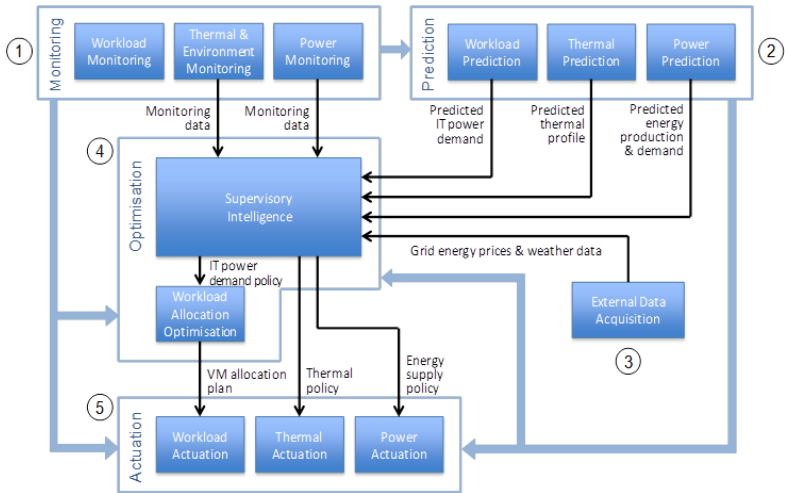 1
Monitoring
Workload
Monitoring
Thermal &
Environment
Monitoring
Power
Monitoring
Prediction
Workload
Prediction
Thermal
Prediction
Power
Prediction
2
Monitoring
data
Monitoring
data
Predicted
IT power
demand
Predicted
thermal
profile
Predicted
energy
production
& demand
4
Optimisation
Supervisory
Intelligence
Grid energy prices & weather data
IT power
demand policy
Workload
Allocation
Optimisation
External Data
Acquisition
3
VM allocation
plan
Thermal
policy
Energy
supply
policy
5
Actuation
Workload
Actuation
Thermal
Actuation
Power
Actuation